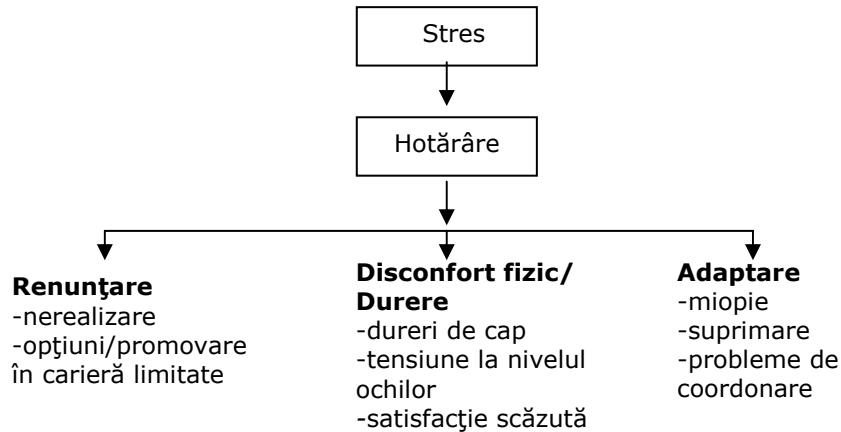 Stres
Hotărâre
Renunţare
-nerealizare
-opţiuni/promovare
în carieră limitate
Disconfort fizic/
Durere
-dureri de cap
-tensiune la nivelul
ochilor
-satisfacţie scăzută
Adaptare
-miopie
-suprimare
-probleme de
coordonare